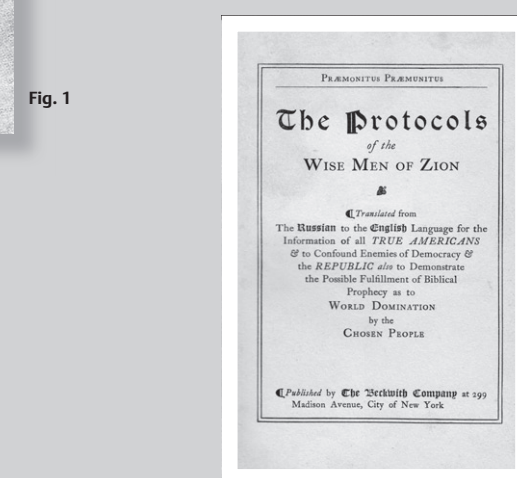 Fig. 1
PRÆMONITUS PRÆMUNITUS
The Protocols
of the
WISE MEN OF ZION
Translated from
The Russian to the English Language for the
Information of all TRUE AMERICANS
& to Confound Enemies of Democracy &
the REPUBLIC also to Demonstrate
the Possible Fulfillment of Biblical
Prophecy as to
WORLD DOMINATION
by the
CHOSEN PEOPLE
Published by The Beckwith Company at 299
Madison Avenue, City of New York